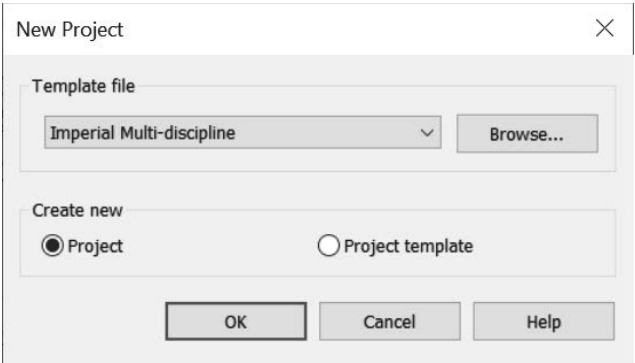 New Project
Template file
Imperial Multi-discipline
Browse...
Create new
Project
Project template
OK
Cancel
Help